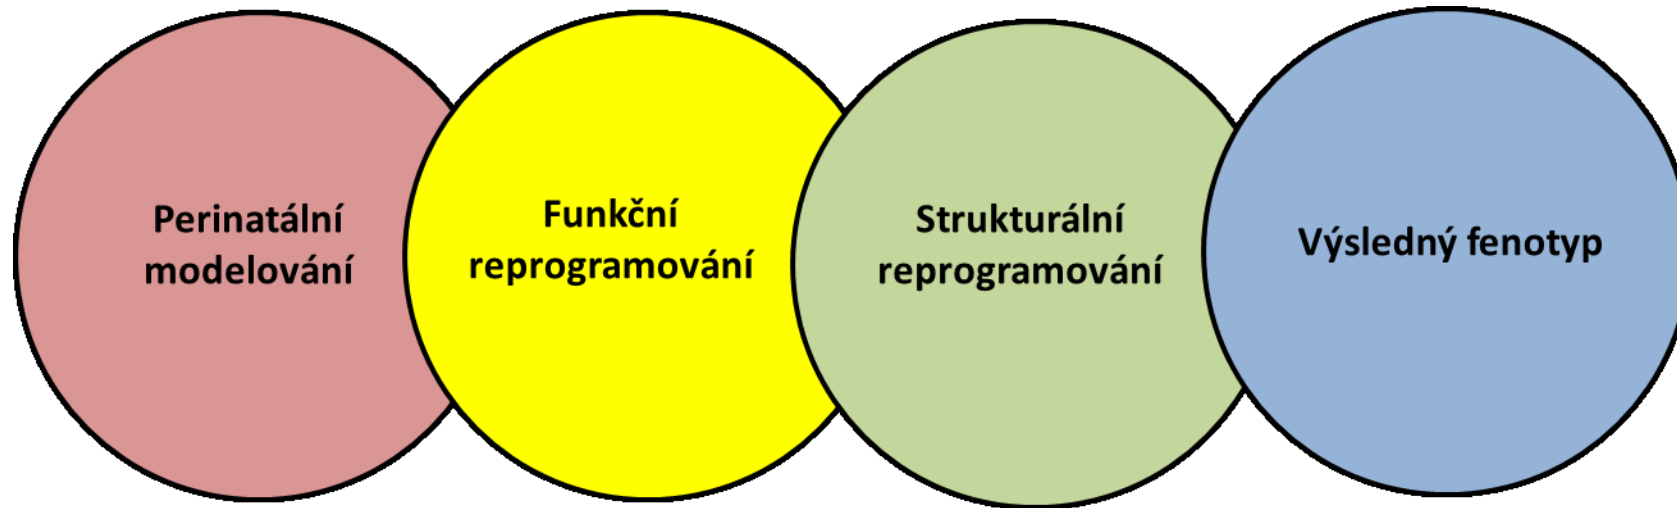 Perinatální
modelování
Funkční
reprogramování
Strukturální
reprogramování
Výsledný fenotyp